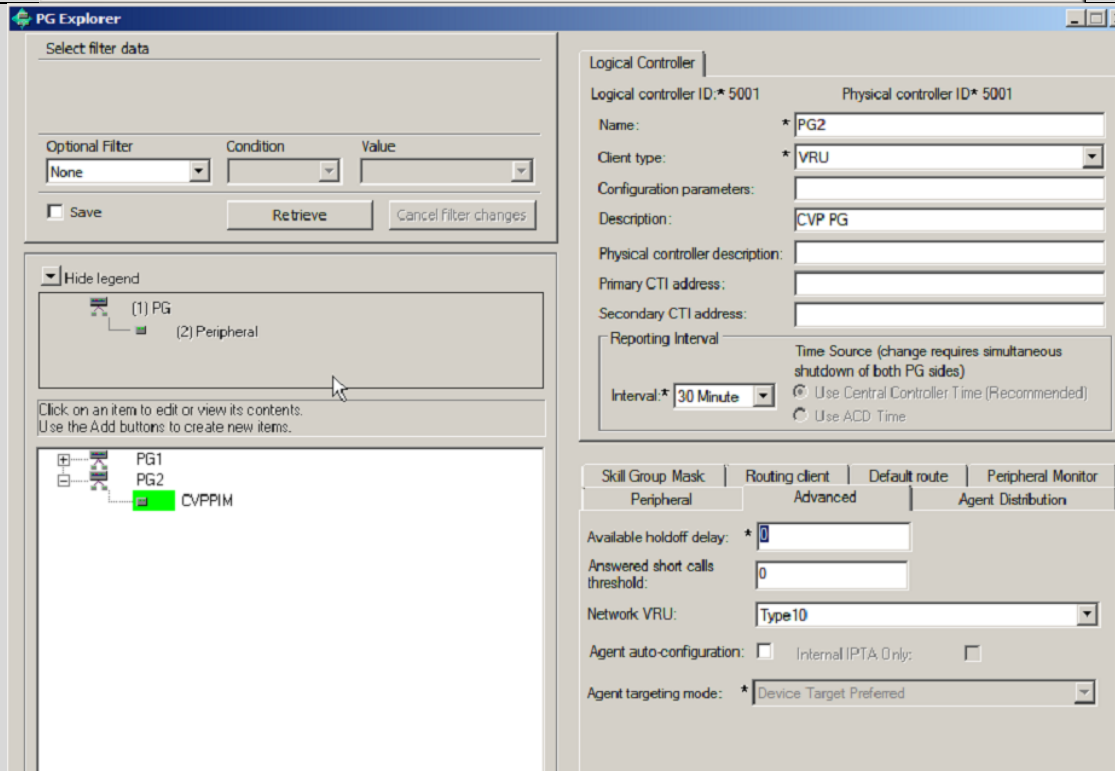 PG Explorer
Select filter data
Optional Filter Condition Value
None
Save Retrieve Cancel filter changes
Hide legend
(1) PG
(2) Peripheral
Click on an item to edit or view its contents.
Use the Add buttons to create new items.
PG1
PG2
CVPPIM
Logical Controller
Logical controller ID:* 5001 Physical controller ID* 5001
Name: * PG2
Client type: * VRU
Configuration parameters:
Description: CVP PG
Physical controller description:
Primary CTI address:
Secondary CTI address:
Reporting Interval
Time Source (change requires simultaneous
shutdown of both PG sides)
Interval:* 30 Minute Use Central Controller Time (Recommended)
Use ACD Time
Skill Group Mask Routing client Default route Peripheral Monitor
Peripheral Advanced Agent Distribution
Available holdoff delay: * 0
Answered short calls
threshold: 0
Network VRU: Type10
Agent auto-configuration: Internal IPTA Only:
Agent targeting mode: * Device Target Preferred